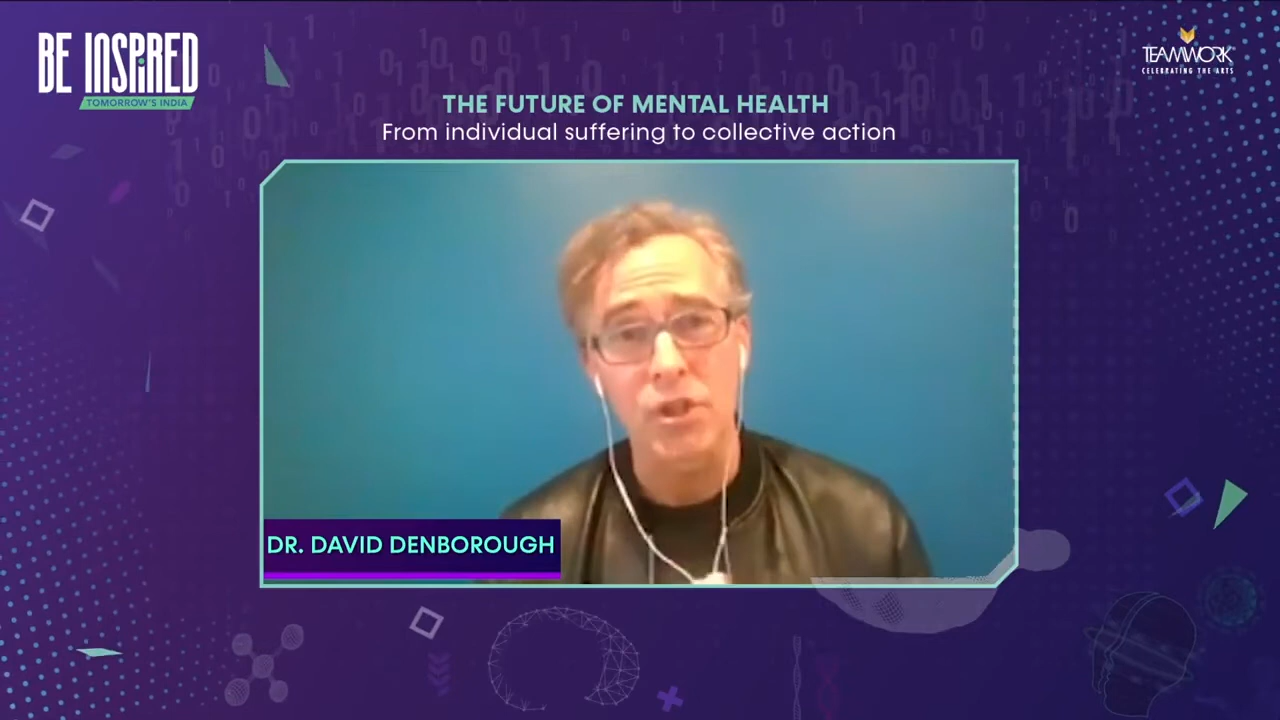 BE INSPIRED
TOMORROW'S INDIA
TEAMWORK
CELEBRATING THE ARTS
THE FUTURE OF MENTAL HEALTH
From individual suffering to collective action
DR. DAVID DENBOROUGH